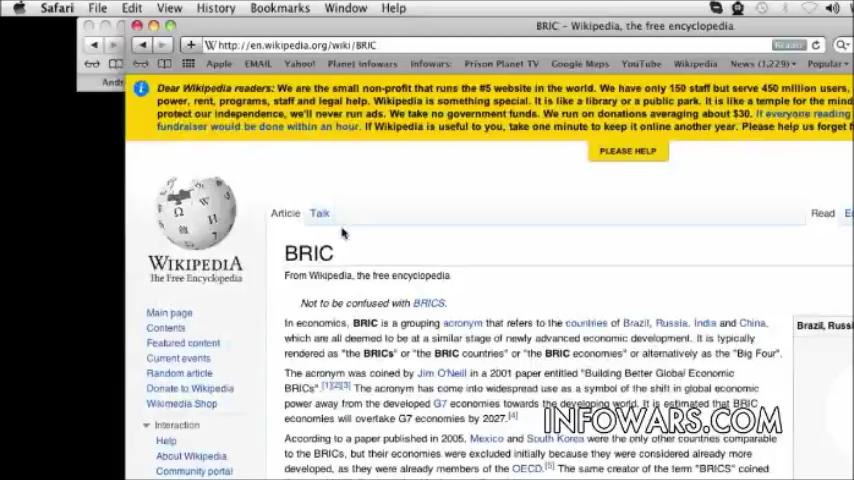 Safari File Edit View History Bookmarks Window Help
BRIC – Wikipedia, the free encyclopedia
W http://en.wikipedia.org/wiki/BRIC Reader
Apple EMAIL Yahoo! Planet Infowars Infowars: Prison Planet TV Google Maps YouTube Wikipedia News (1,229) Popular
Andr
Dear Wikipedia readers: We are the small non-profit that runs the #5 website in the world. We have only 150 staff but serve 450 million users,
power, rent, programs, staff and legal help. Wikipedia is something special. It is like a library or a public park. It is like a temple for the mind
protect our independence, we'll never run ads. We take no government funds. We run on donations averaging about $30. If everyone reading
fundraiser would be done within an hour. If Wikipedia is useful to you, take one minute to keep it online another year. Please help us forget
PLEASE HELP
Article Talk Read E
WIKIPEDIA
The Free Encyclopedia
BRIC
From Wikipedia, the free encyclopedia
Not to be confused with BRICS.
Main page
Contents
Featured content
Current events
Random article
Donate to Wikipedia
Wikimedia Shop
Interaction
Help
About Wikipedia
Community portal
In economics, BRIC is a grouping acronym that refers to the countries of Brazil, Russia, India and China,
which are all deemed to be at a similar stage of newly advanced economic development. It is typically
rendered as "the BRICs" or "the BRIC countries" or "the BRIC economies" or alternatively as the "Big Four".
The acronym was coined by Jim O'Neill in a 2001 paper entitled "Building Better Global Economic
BRICs".[1][2][3] The acronym has come into widespread use as a symbol of the shift in global economic
power away from the developed G7 economies towards the developing world. It is estimated that BRIC
economies will overtake G7 economies by 2027.[4]
According to a paper published in 2005, Mexico and South Korea were the only other countries comparable
to the BRICs, but their economies were excluded initially because they were considered already more
developed, as they were already members of the OECD.[5] The same creator of the term "BRICS" coined
Brazil, Russi
INFOWARS.COM